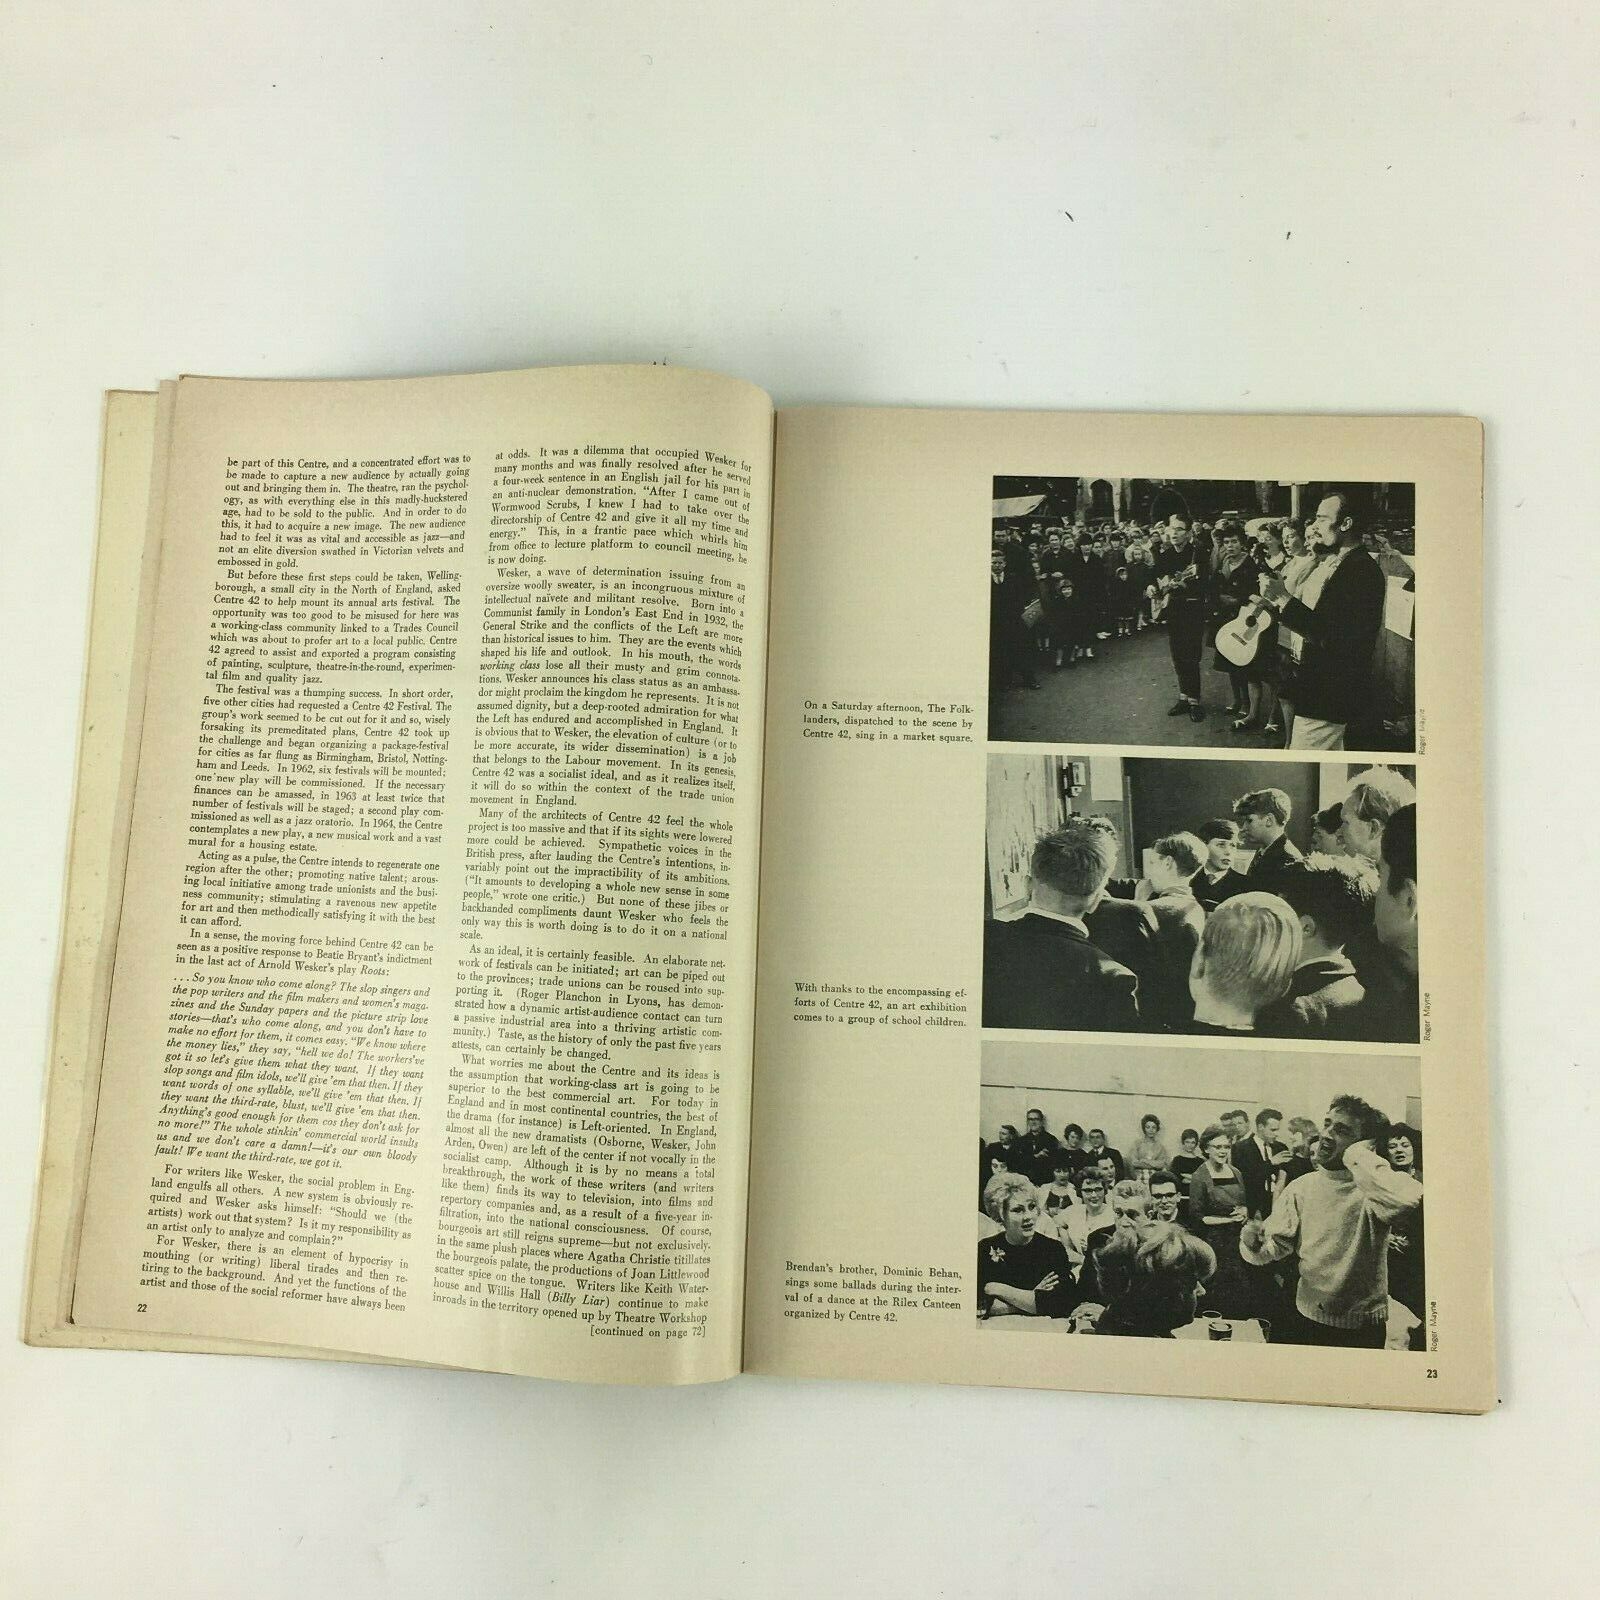 be part of this Centre, and a concentrated effort was to
be made to capture a new audience by actually going
out and bringing them in. The theatre, ran the psychol-
ogy, as with everything else in this madly-huckstered
age, had to be sold to the public. And in order to do
this, it had to acquire a new image. The new audience
had to feel it was as vital and accessible as jazz—and
not an elite diversion swathed in Victorian velvets and
embossed in gold.
But before these first steps could be taken, Welling-
borough, a small city in the North of England, asked
Centre 42 to help mount its annual arts festival. The
opportunity was too good to be misused for here was
a working-class community linked to a Trades Council
which was about to profer art to a local public. Centre
42 agreed to assist and exported a program consisting
of painting, sculpture, theatre-in-the-round, experimen-
tal film and quality jazz.
The festival was a thumping success. In short order,
five other cities had requested a Centre 42 Festival. The
group's work seemed to be cut out for it and so, wisely
forsaking its premeditated plans, Centre 42 took up
the challenge and began organizing a package-festival
for cities as far flung as Birmingham, Bristol, Notting-
ham and Leeds. In 1962, six festivals will be mounted;
one new play will be commissioned. If the necessary
finances can be amassed, in 1963 at least twice that
number of festivals will be staged; a second play com-
missioned as well as a jazz oratorio. In 1964, the Centre
contemplates a new play, a new musical work and a vast
mural for a housing estate.
Acting as a pulse, the Centre intends to regenerate one
region after the other; promoting native talent; arous-
ing local initiative among trade unionists and the busi-
ness community; stimulating a ravenous new appetite
for art and then methodically satisfying it with the best
it can afford.
In a sense, the moving force behind Centre 42 can be
seen as a positive response to Beatie Bryant's indictment
in the last act of Arnold Wesker's play Roots:
. . . So you know who come along? The slop singers and
the pop writers and the film makers and women's maga-
zines and the Sunday papers and the picture strip love
stories—that's who come along, and you don't have to
make no effort for them, it comes easy. "We know where
the money lies," they say, "hell we do! The workers've
got it so let's give them what they want. If they want
slop songs and film idols, we'll give 'em that then. If they
want words of one syllable, we'll give 'em that then. If
they want the third-rate, blust, we'll give 'em that then.
Anything's good enough for them cos they don't ask for
no more!" The whole stinkin' commercial world insults
us and we don't care a damn!—it's our own bloody
fault! We want the third-rate, we got it.
For writers like Wesker, the social problem in Eng-
land engulfs all others. A new system is obviously re-
quired and Wesker asks himself: "Should we (the
artists) work out that system? Is it my responsibility as
an artist only to analyze and complain?"
For Wesker, there is an element of hypocrisy in
mouthing (or writing) liberal tirades and then re-
tiring to the background. And yet the functions of the
artist and those of the social reformer have always been
22
at odds. It was a dilemma that occupied Wesker for
many months and was finally resolved after he served
a four-week sentence in an English jail for his part in
an anti-nuclear demonstration. "After I came out of
Wormwood Scrubs, I knew I had to take over the
directorship of Centre 42 and give it all my time and
energy." This, in a frantic pace which whirls him
from office to lecture platform to council meeting, he
is now doing.
Wesker, a wave of determination issuing from an
oversize woolly sweater, is an incongruous mixture of
intellectual naïvete and militant resolve. Born into a
Communist family in London's East End in 1932, the
General Strike and the conflicts of the Left are more
than historical issues to him. They are the events which
shaped his life and outlook. In his mouth, the words
working class lose all their musty and grim connota-
tions. Wesker announces his class status as an ambassa-
dor might proclaim the kingdom he represents. It is not
assumed dignity, but a deep-rooted admiration for what
the Left has endured and accomplished in England. It
is obvious that to Wesker, the elevation of culture (or to
be more accurate, its wider dissemination) is a job
that belongs to the Labour movement. In its genesis,
Centre 42 was a socialist ideal, and as it realizes itself,
it will do so within the context of the trade union
movement in England.
Many of the architects of Centre 42 feel the whole
project is too massive and that if its sights were lowered
more could be achieved. Sympathetic voices in the
British press, after lauding the Centre's intentions, in-
variably point out the impractibility of its ambitions.
("It amounts to developing a whole new sense in some
people," wrote one critic.) But none of these jibes or
backhanded compliments daunt Wesker who feels the
only way this is worth doing is to do it on a national
scale.
As an ideal, it is certainly feasible. An elaborate net-
work of festivals can be initiated; art can be piped out
to the provinces; trade unions can be roused into sup-
porting it. (Roger Planchon in Lyons, has demon-
strated how a dynamic artist-audience contact can turn
a passive industrial area into a thriving artistic com-
munity.) Taste, as the history of only the past five years
attests, can certainly be changed.
What worries me about the Centre and its ideas is
the assumption that working-class art is going to be
superior to the best commercial art. For today in
England and in most continental countries, the best of
the drama (for instance) is Left-oriented. In England,
almost all the new dramatists (Osborne, Wesker, John
Arden, Owen) are left of the center if not vocally in the
socialist camp. Although it is by no means a total
breakthrough, the work of these writers (and writers
like them) finds its way to television, into films and
repertory companies and, as a result of a five-year in-
filtration, into the national consciousness. Of course,
bourgeois art still reigns supreme—but not exclusively.
in the same plush places where Agatha Christie titillates
the bourgeois palate, the productions of Joan Littlewood
scatter spice on the tongue. Writers like Keith Water-
house and Willis Hall (Billy Liar) continue to make
inroads in the territory opened up by Theatre Workshop
[continued on page 72]
On a Saturday afternoon, The Folk-
landers, dispatched to the scene by
Centre 42, sing in a market square.
Roger Mayne
With thanks to the encompassing ef-
forts of Centre 42, an art exhibition
comes to a group of school children.
Roger Mayne
Brendan's brother, Dominic Behan,
sings some ballads during the inter-
val of a dance at the Rilex Canteen
organized by Centre 42.
Roger Mayne
23